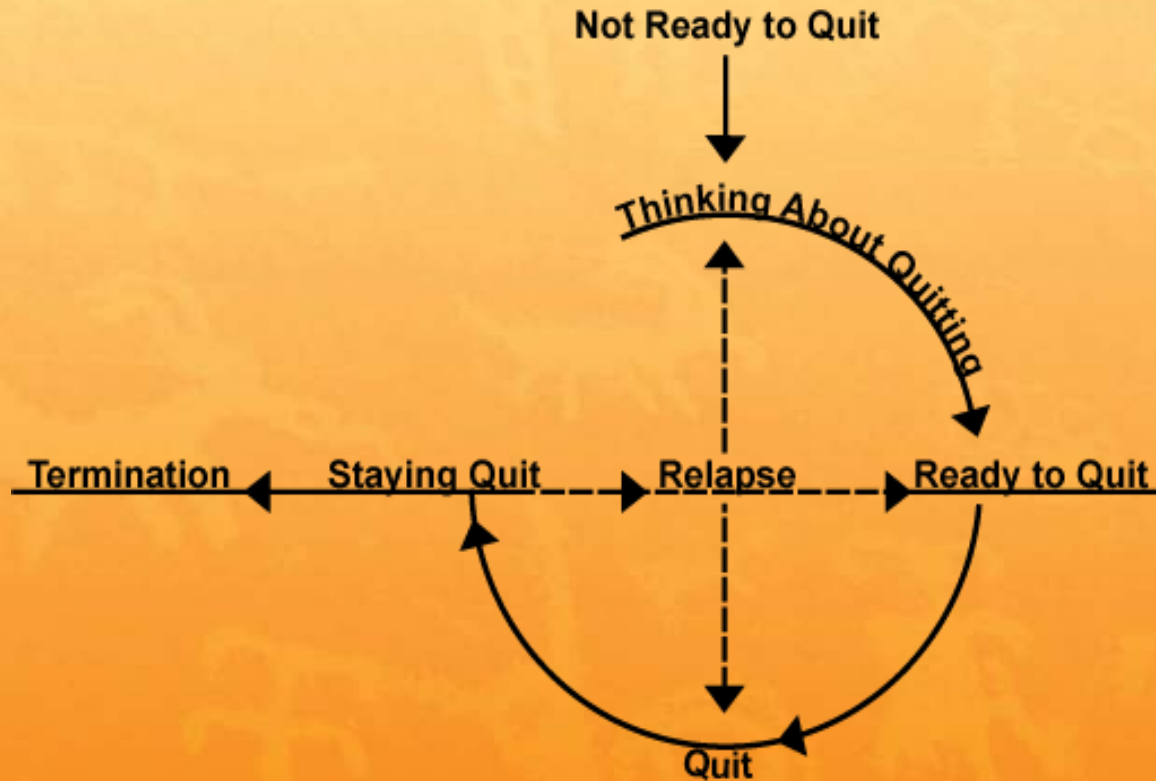 Not Ready to Quit
Thinking About Quitting
Termination
Staying Quit
Relapse
Ready to Quit
Quit